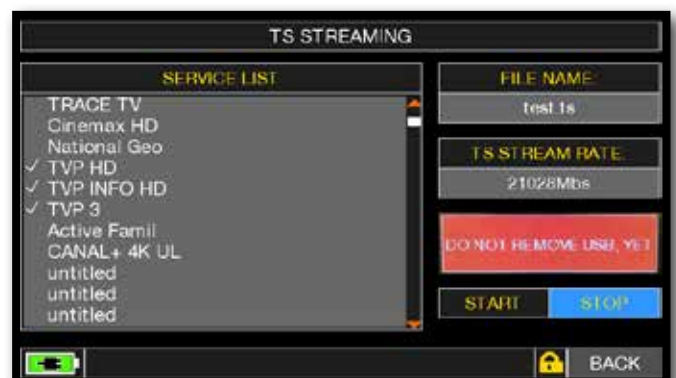 TS STREAMING
SERVICE LIST
TRACE TV
Cinemax HD
National Geo
✓ TVP HD
✓ TVP INFO HD
✓ TVP 3
Active Famil
CANAL+ 4K UL
untitled
untitled
untitled
FILE NAME:
test.ts
TS STREAM RATE:
21028Mbs
DO NOT REMOVE USB, YET
START
STOP
BACK